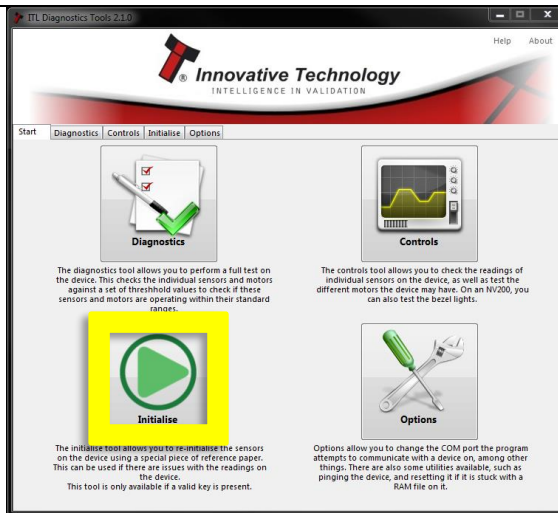 ITL Diagnostics Tools 2.1.0
Help About
® Innovative Technology
INTELLIGENCE IN VALIDATION
Start Diagnostics Controls Initialise Options
Diagnostics
The diagnostics tool allows you to perform a full test on
the device. This checks the individual sensors and motors
against a set of threshold values to check if these
sensors and motors are operating within their standard
ranges.
Controls
The controls tool allows you to check the readings of
individual sensors on the device, as well as test the
different motors the device may have. On an NV200, you
can also test the bezel lights.
Initialise
The initialise tool allows you to re-initialise the sensors
on the device using a special piece of reference paper.
This can be used if there are issues with the readings on
the device.
This tool is only available if a valid key is present.
Options
Options allow you to change the COM port the program
attempts to communicate with a device on, among other
things. There are also some utilities available, such as
pinging the device, and resetting it if it is stuck with a
RAM file on it.